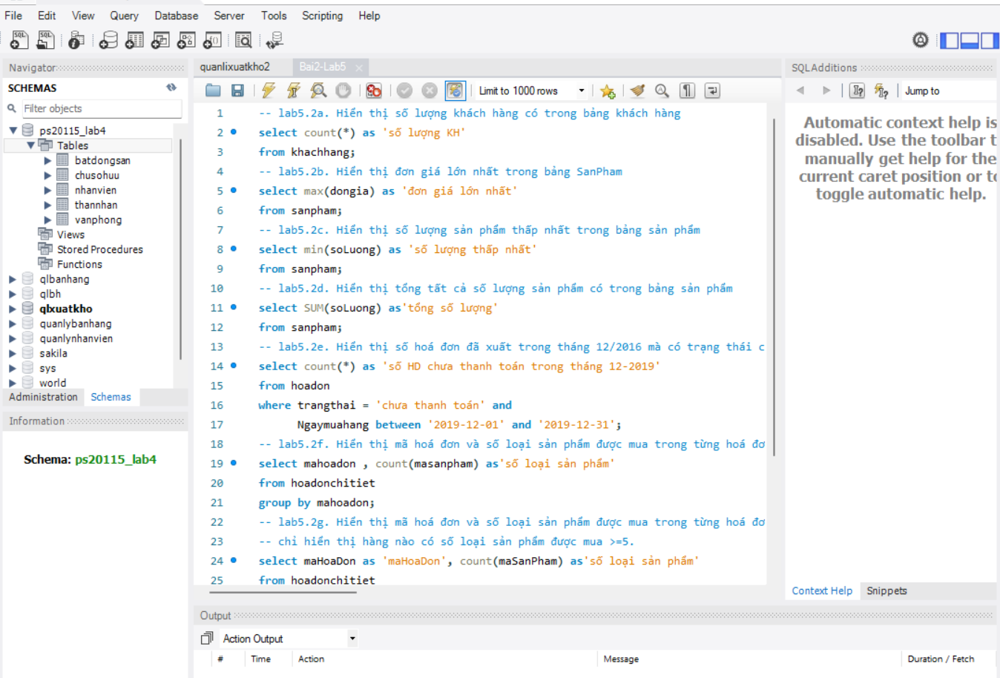 File Edit View Query Database Server Tools Scripting Help
Navigator
SCHEMAS
Filter objects
ps20115_lab4
Tables
batdongsan
chusohuu
nhanvien
thannhan
vanphong
Views
Stored Procedures
Functions
qlbanhang
qlbh
qlxuatkho
quanlybanhang
quanlynhanvien
sakila
sys
world
Administration Schemas
Information
Schema: ps20115_lab4
quanlixuatkho2 Bai2-Lab5
Limit to 1000 rows
1 -- lab5.2a. Hiển thị số lượng khách hàng có trong bảng khách hàng
2 select count(*) as 'số lượng KH'
3 from khachhang;
4 -- lab5.2b. Hiển thị đơn giá lớn nhất trong bảng SanPham
5 select max(dongia) as 'đơn giá lớn nhất'
6 from sanpham;
7 -- lab5.2c. Hiển thị số lượng sản phẩm thấp nhất trong bảng sản phẩm
8 select min(soLuong) as 'số lượng thấp nhất'
9 from sanpham;
10 -- lab5.2d. Hiển thị tổng tất cả số lượng sản phẩm có trong bảng sản phẩm
11 select SUM(soLuong) as'tổng số lượng'
12 from sanpham;
13 -- lab5.2e. Hiển thị số hoá đơn đã xuất trong tháng 12/2016 mà có trạng thái c
14 select count(*) as 'số HD chưa thanh toán trong tháng 12-2019'
15 from hoadon
16 where trangthai = 'chưa thanh toán' and
17 Ngaymuahang between '2019-12-01' and '2019-12-31';
18 -- lab5.2f. Hiển thị mã hoá đơn và số loại sản phẩm được mua trong từng hoá đơ
19 select mahoadon , count(masanpham) as'số loại sản phẩm'
20 from hoadonchitiet
21 group by mahoadon;
22 -- lab5.2g. Hiển thị mã hoá đơn và số loại sản phẩm được mua trong từng hoá đơ
23 -- chỉ hiển thị hàng nào có số loại sản phẩm được mua >=5.
24 select maHoaDon as 'maHoaDon', count(maSanPham) as'số loại sản phẩm'
25 from hoadonchitiet
SQLAdditions
Jump to
Automatic context help is
disabled. Use the toolbar t
manually get help for the
current caret position or to
toggle automatic help.
Context Help Snippets
Output
Action Output
# Time Action Message Duration / Fetch